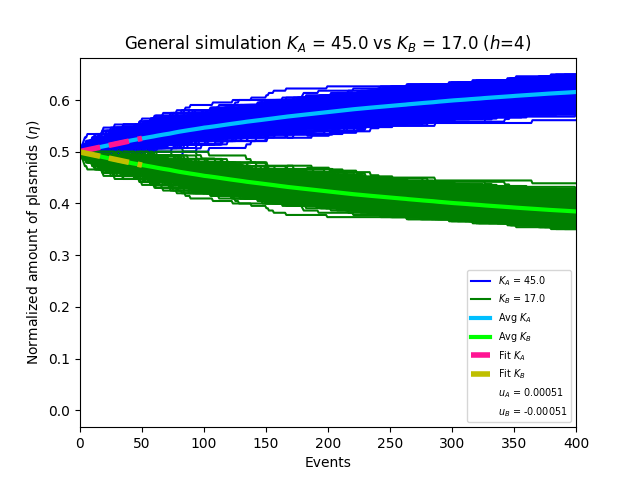 General simulation K_A = 45.0 vs K_B = 17.0 (h=4)
Normalized amount of plasmids (η)
0.6
0.5
0.4
0.3
0.2
0.1
0.0
K_A = 45.0
K_B = 17.0
Avg K_A
Avg K_B
Fit K_A
Fit K_B
u_A = 0.00051
u_B = -0.00051
0 50 100 150 200 250 300 350 400
Events